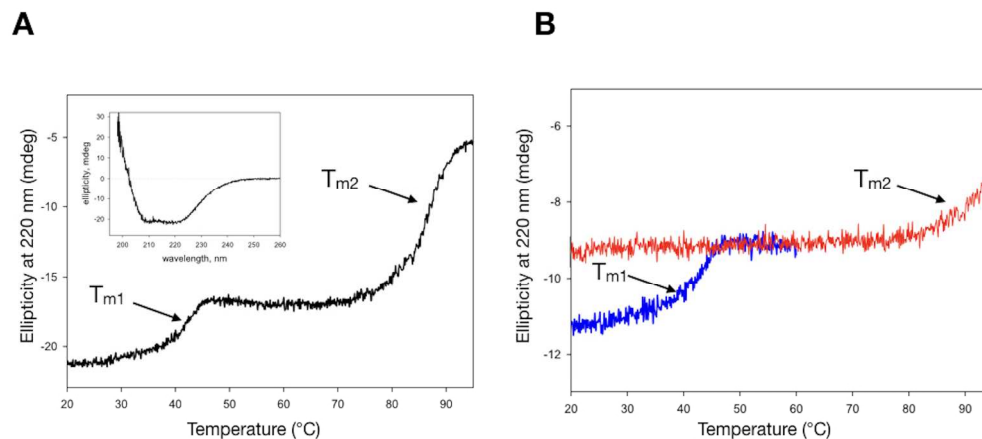 A
B
-5
-10
-15
-20
Ellipticity at 220 nm (mdeg)
30
20
10
0
-10
-20
ellipticity, mdeg
200 210 220 230 240 250 260
wavelength, nm
Tm1
Tm2
20 30 40 50 60 70 80 90
Temperature (°C)
-6
-8
-10
-12
Ellipticity at 220 nm (mdeg)
Tm2
Tm1
20 30 40 50 60 70 80 90
Temperature (°C)